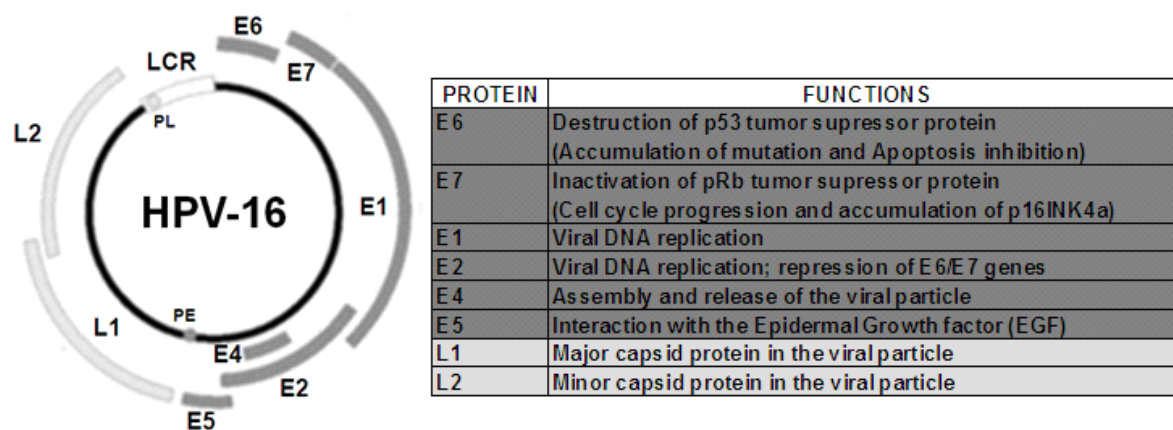 E6
LCR
E7
PL
L2
HPV-16
E1
L1
PE
E4
E2
E5
PROTEIN FUNCTIONS
E6 Destruction of p53 tumor supressor protein
(Accumulation of mutation and Apoptosis inhibition)
E7 Inactivation of pRb tumor supressor protein
(Cell cycle progression and accumulation of p16INK4a)
E1 Viral DNA replication
E2 Viral DNA replication; repression of E6/E7 genes
E4 Assembly and release of the viral particle
E5 Interaction with the Epidermal Growth factor (EGF)
L1 Major capsid protein in the viral particle
L2 Minor capsid protein in the viral particle